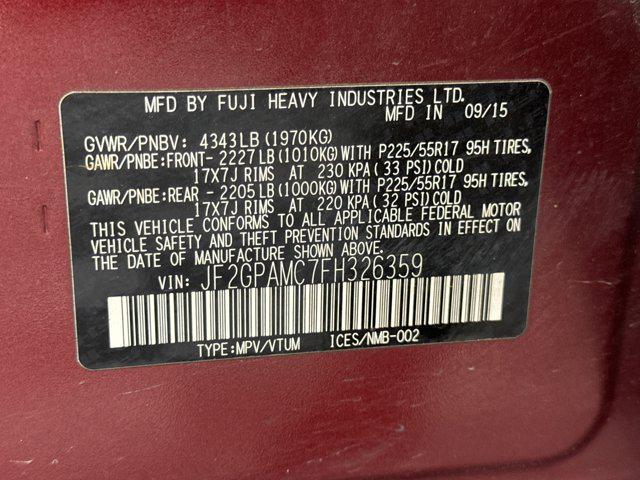 MFD BY FUJI HEAVY INDUSTRIES LTD.
MFD IN 09/15
GVWR/PNBV: 4343LB(1970KG)
GAWR/PNBE:FRONT- 2227LB(1010KG)WITH P225/55R17 95H TIRES,
17X7J RIMS AT 230 KPA(33 PSI)COLD
GAWR/PNBE:REAR - 2205LB(1000KG)WITH P225/55R17 95H TIRES,
17X7J RIMS AT 220 KPA(32 PSI)COLD
THIS VEHICLE CONFORMS TO ALL APPLICABLE FEDERAL MOTOR
VEHICLE SAFETY AND THEFT PREVENTION STANDARDS IN EFFECT ON
THE DATE OF MANUFACTURE SHOWN ABOVE.
VIN: JF2GPAMC7FH326359
TYPE:MPV/VTUM ICES/NMB-002